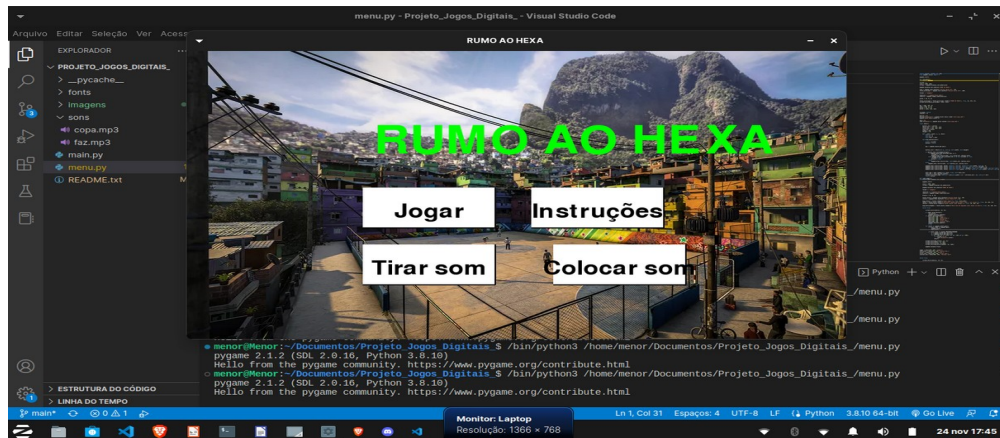 menu.py - Projeto_Jogos_Digitais_ - Visual Studio Code
Arquivo Editar Seleção Ver Acess
RUMO AO HEXA
EXPLORADOR
PROJETO_JOGOS_DIGITAIS_
__pycache__
fonts
imagens
sons
copa.mp3
faz.mp3
main.py
menu.py
README.txt M
RUMO AO HEXA
Jogar
Instruções
Tirar som
Colocar som
Python
_/menu.py
_/menu.py
menor@Menor:~/Documentos/Projeto_Jogos_Digitais_$ /bin/python3 /home/menor/Documentos/Projeto_Jogos_Digitais_/menu.py
pygame 2.1.2 (SDL 2.0.16, Python 3.8.10)
Hello from the pygame community. https://www.pygame.org/contribute.html
menor@Menor:~/Documentos/Projeto_Jogos_Digitais_$ /bin/python3 /home/menor/Documentos/Projeto_Jogos_Digitais_/menu.py
pygame 2.1.2 (SDL 2.0.16, Python 3.8.10)
Hello from the pygame community. https://www.pygame.org/contribute.html
ESTRUTURA DO CÓDIGO
LINHA DO TEMPO
main* 0 1 Ln 1, Col 31 Espaços: 4 UTF-8 LF Python 3.8.10 64-bit Go Live
Monitor: Laptop
Resolução: 1366 × 768
24 nov 17:45